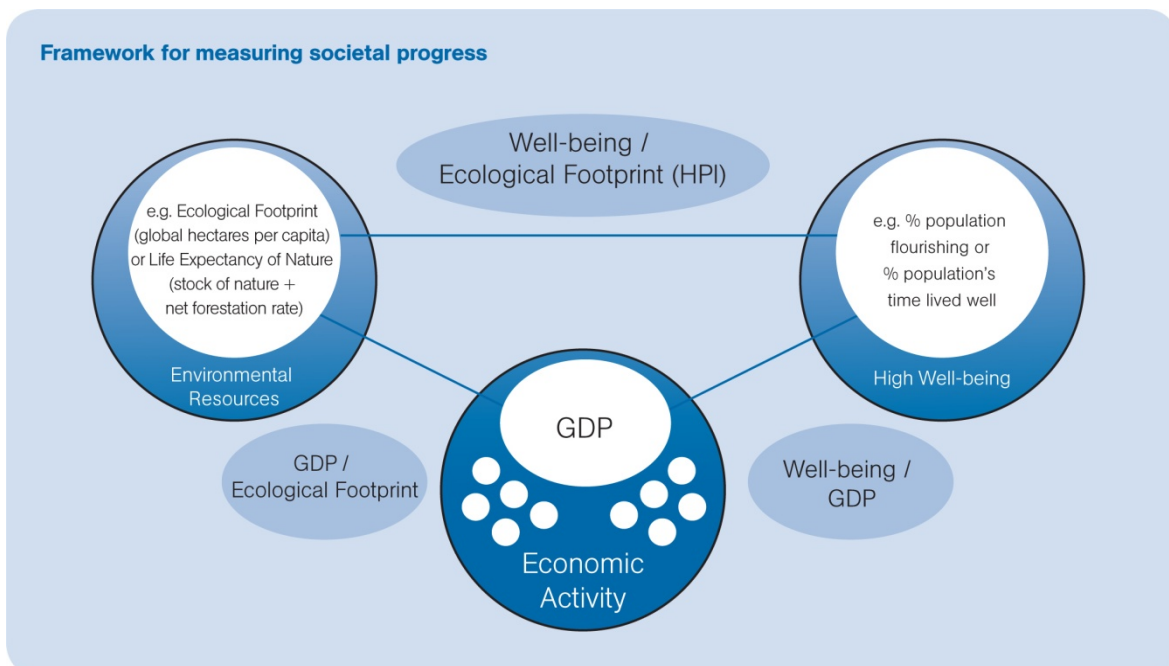 Framework for measuring societal progress
Well-being /
Ecological Footprint (HPI)
e.g. Ecological Footprint
(global hectares per capita)
or Life Expectancy of Nature
(stock of nature +
net forestation rate)
Environmental
Resources
e.g. % population
flourishing or
% population's
time lived well
High Well-being
GDP
Economic
Activity
GDP /
Ecological Footprint
Well-being /
GDP